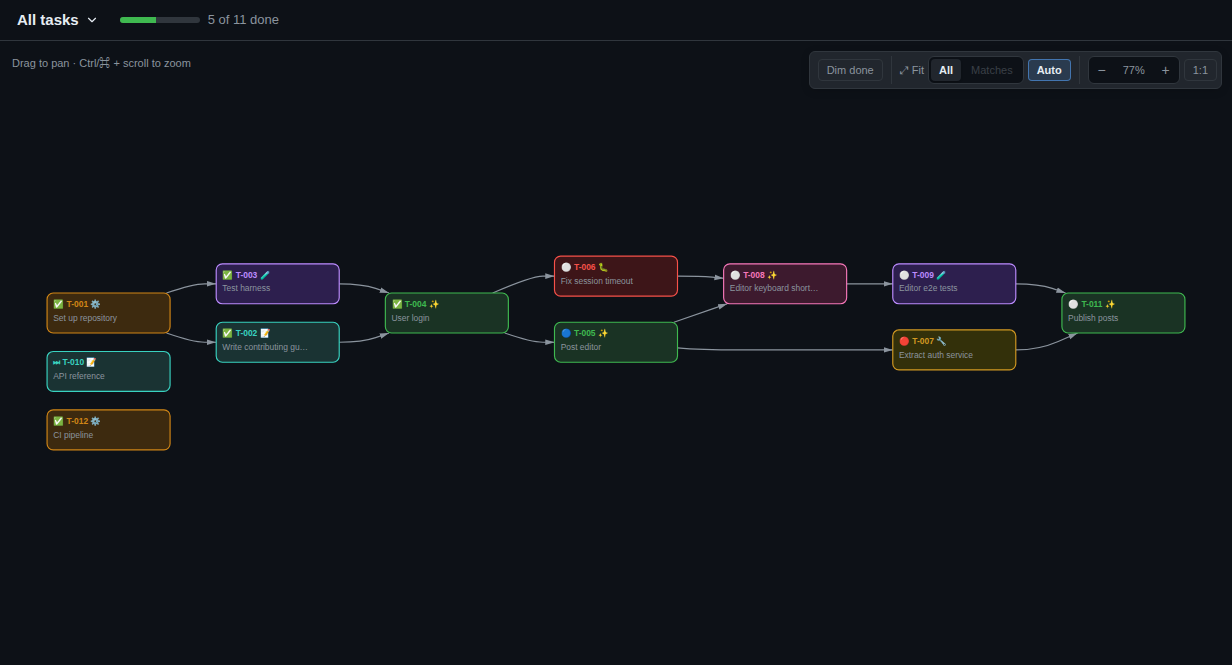 All tasks
5 of 11 done
Drag to pan · Ctrl/⌘ + scroll to zoom
Dim done
Fit
All
Matches
Auto
−
77%
+
1:1
T-001
Set up repository
T-010
API reference
T-012
CI pipeline
T-003
Test harness
T-002
Write contributing gu…
T-004
User login
T-006
Fix session timeout
T-005
Post editor
T-008
Editor keyboard short…
T-009
Editor e2e tests
T-007
Extract auth service
T-011
Publish posts